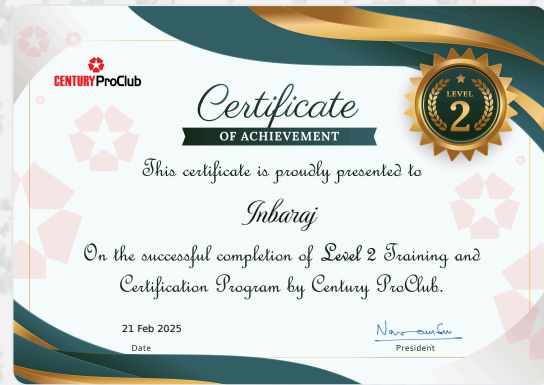 CENTURY ProClub
Certificate
OF ACHIEVEMENT
LEVEL
2
This certificate is proudly presented to
Inbaraj
On the successful completion of Level 2 Training and
Certification Program by Century ProClub.
21 Feb 2025
Date
President